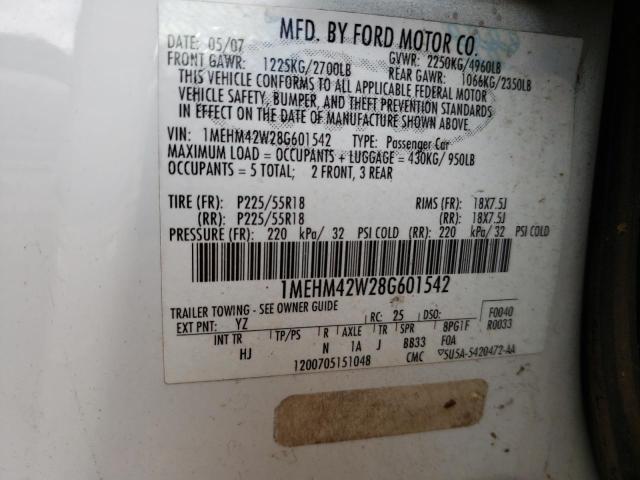 MFD. BY FORD MOTOR CO.
DATE: 05/07 GVWR: 2250KG/4960LB
FRONT GAWR: 1225KG/2700LB REAR GAWR: 1066KG/2350LB
THIS VEHICLE CONFORMS TO ALL APPLICABLE FEDERAL MOTOR
VEHICLE SAFETY, BUMPER, AND THEFT PREVENTION STANDARDS
IN EFFECT ON THE DATE OF MANUFACTURE SHOWN ABOVE.
VIN: 1MEHM42W28G601542 TYPE: Passenger Car
MAXIMUM LOAD = OCCUPANTS + LUGGAGE = 430KG/ 950LB
OCCUPANTS = 5 TOTAL: 2 FRONT, 3 REAR
TIRE (FR): P225/55R18 RIMS (FR): 18X7.5J
(RR): P225/55R18 (RR): 18X7.5J
PRESSURE (FR): 220 kPa/ 32 PSI COLD (RR): 220 kPa/ 32 PSI COLD
1MEHM42W28G601542
TRAILER TOWING - SEE OWNER GUIDE
EXT PNT: YZ RC: 25 DSO: F0040
R0033
INT TR TP/PS R AXLE TR SPR 8PG1F
HJ N 1A J BB33 F0A
1200705151048 CMC 5U5A-5420472-AA